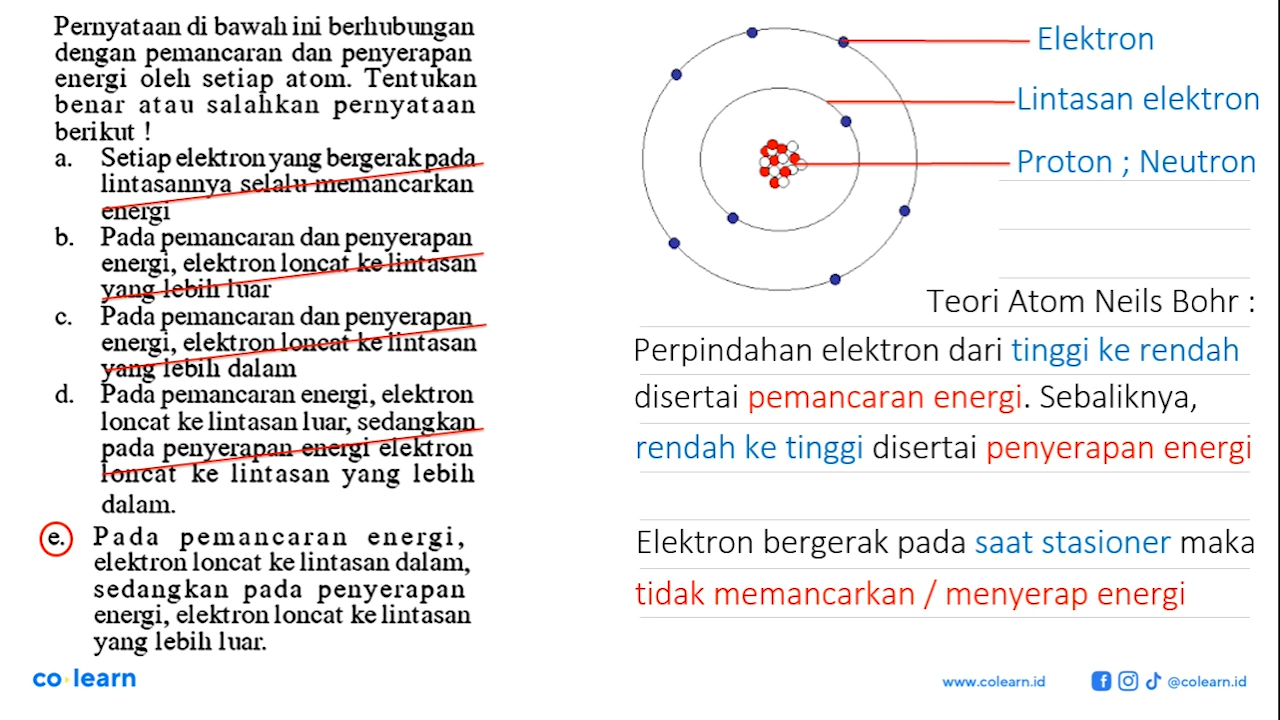 Pernyataan di bawah ini berhubungan
dengan pemancaran dan penyerapan
energi oleh setiap atom. Tentukan
benar atau salahkan pernyataan
berikut !
a. Setiap elektron yang bergerak pada
lintasannya selalu memancarkan
energi
b. Pada pemancaran dan penyerapan
energi, elektron loncat ke lintasan
yang lebih luar
c. Pada pemancaran dan penyerapan
energi, elektron loncat ke lintasan
yang lebih dalam
d. Pada pemancaran energi, elektron
loncat ke lintasan luar, sedangkan
pada penyerapan energi elektron
loncat ke lintasan yang lebih
dalam.
e. Pada pemancaran energi,
elektron loncat ke lintasan dalam,
sedangkan pada penyerapan
energi, elektron loncat ke lintasan
yang lebih luar.
Elektron
Lintasan elektron
Proton ; Neutron
Teori Atom Neils Bohr :
Perpindahan elektron dari tinggi ke rendah
disertai pemancaran energi. Sebaliknya,
rendah ke tinggi disertai penyerapan energi
Elektron bergerak pada saat stasioner maka
tidak memancarkan / menyerap energi
co learn
www.colearn.id
@colearn.id